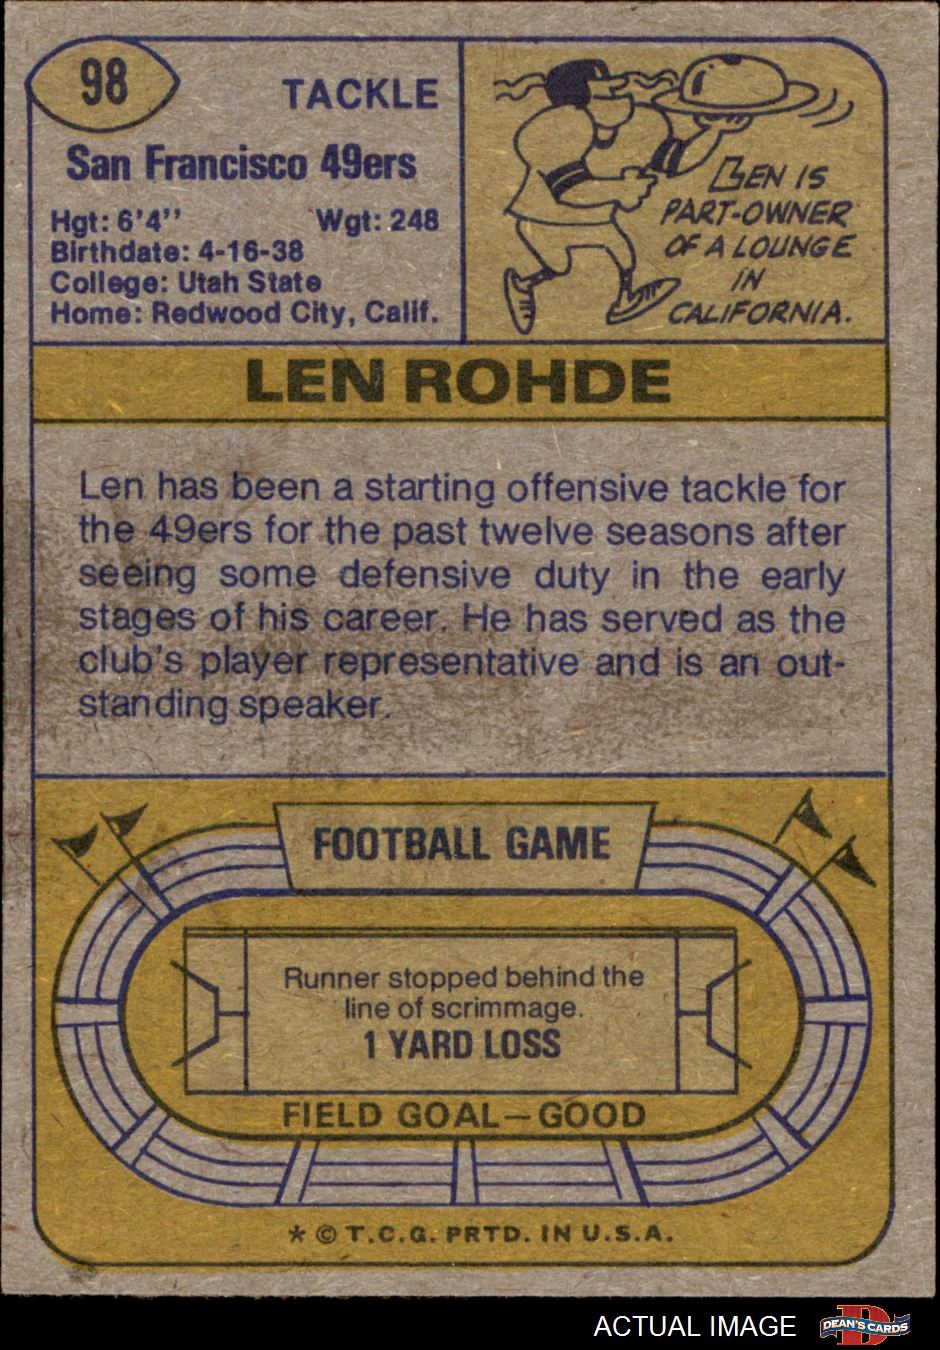 98
TACKLE
San Francisco 49ers
Hgt: 6'4'' Wgt: 248
Birthdate: 4-16-38
College: Utah State
Home: Redwood City, Calif.
BEN IS
PART-OWNER
OF A LOUNGE
IN
CALIFORNIA.
LEN ROHDE
Len has been a starting offensive tackle for
the 49ers for the past twelve seasons after
seeing some defensive duty in the early
stages of his career. He has served as the
club's player representative and is an out-
standing speaker.
FOOTBALL GAME
Runner stopped behind the
line of scrimmage.
1 YARD LOSS
FIELD GOAL—GOOD
* © T.C.G. PRTD. IN U.S.A.
ACTUAL IMAGE
D
DEAN'S CARDS